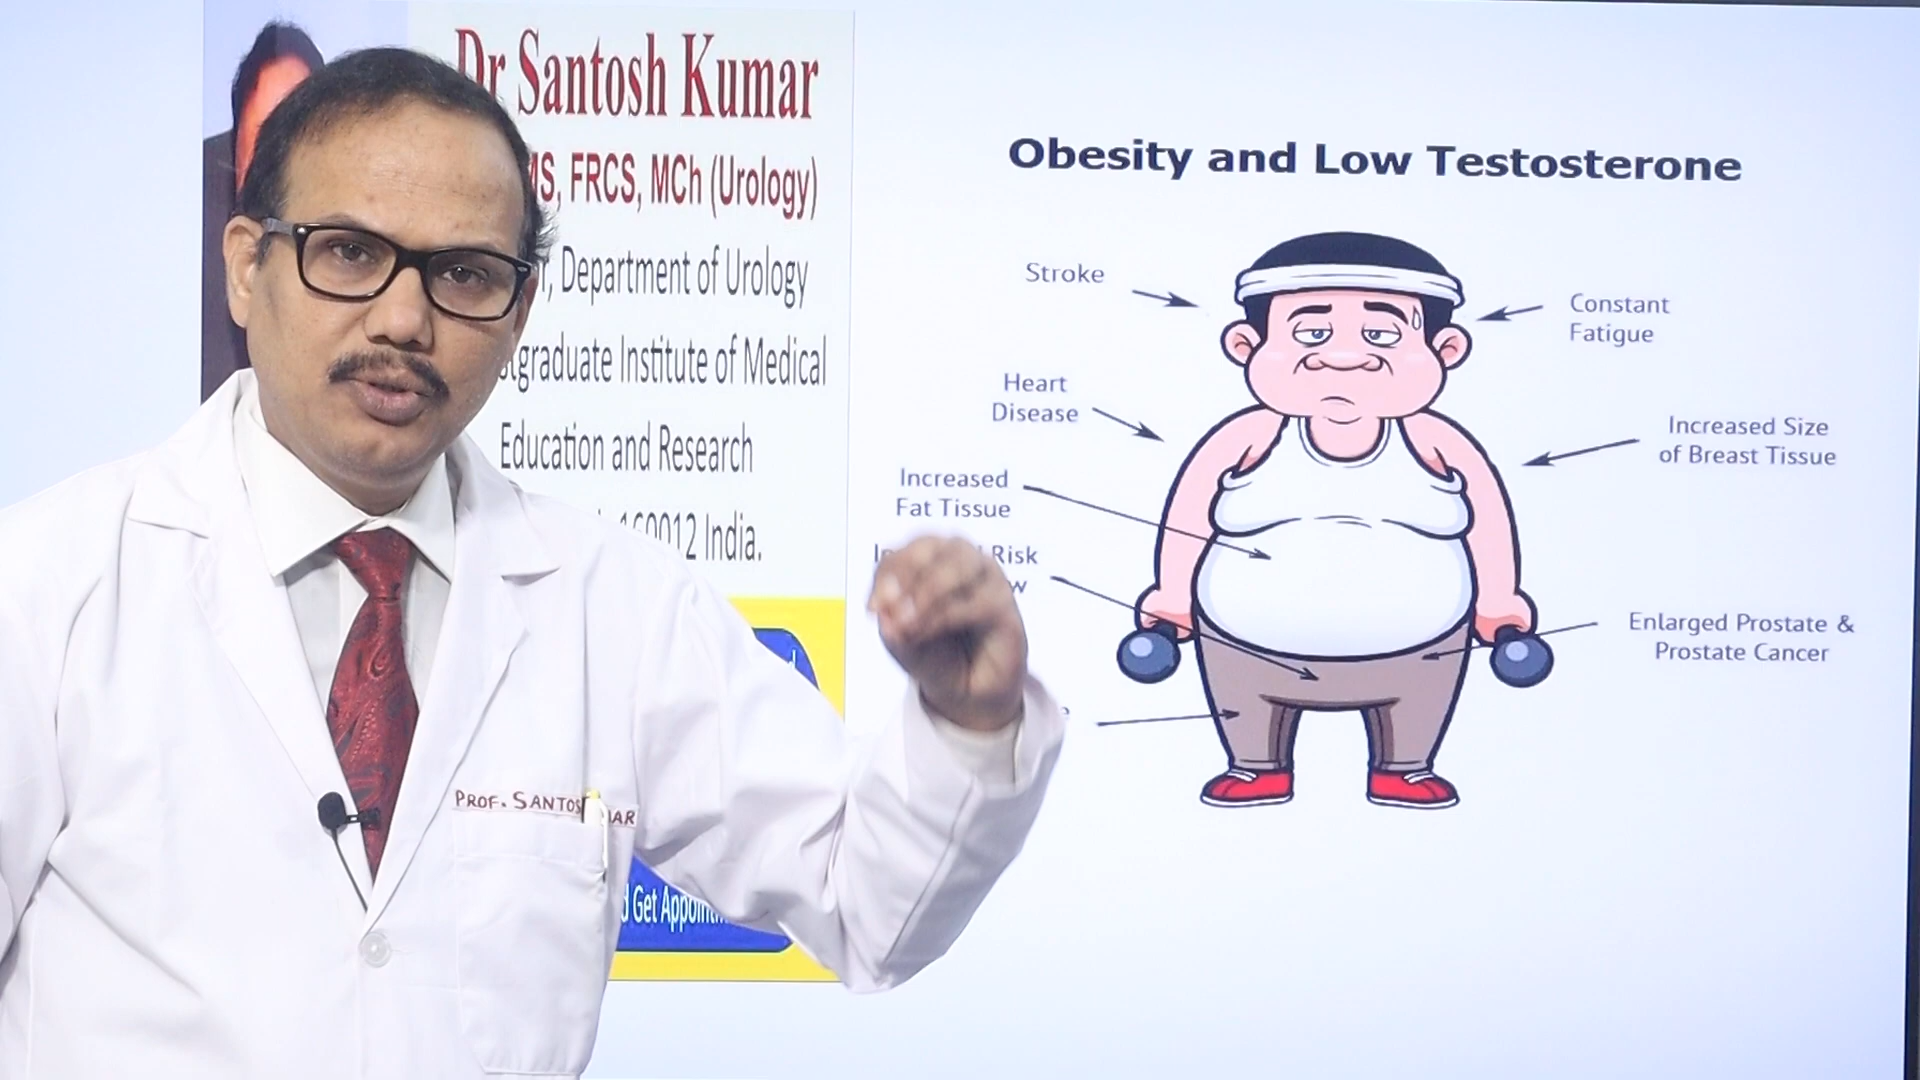 Dr Santosh Kumar
MS, FRCS, MCh (Urology)
Department of Urology
Institute of Medical
Education and Research
160012 India.
Get
PROF. SANTOS
Obesity and Low Testosterone
Stroke
Constant
Fatigue
Heart
Disease
Increased Size
of Breast Tissue
Increased
Fat Tissue
Risk
Enlarged Prostate &
Prostate Cancer